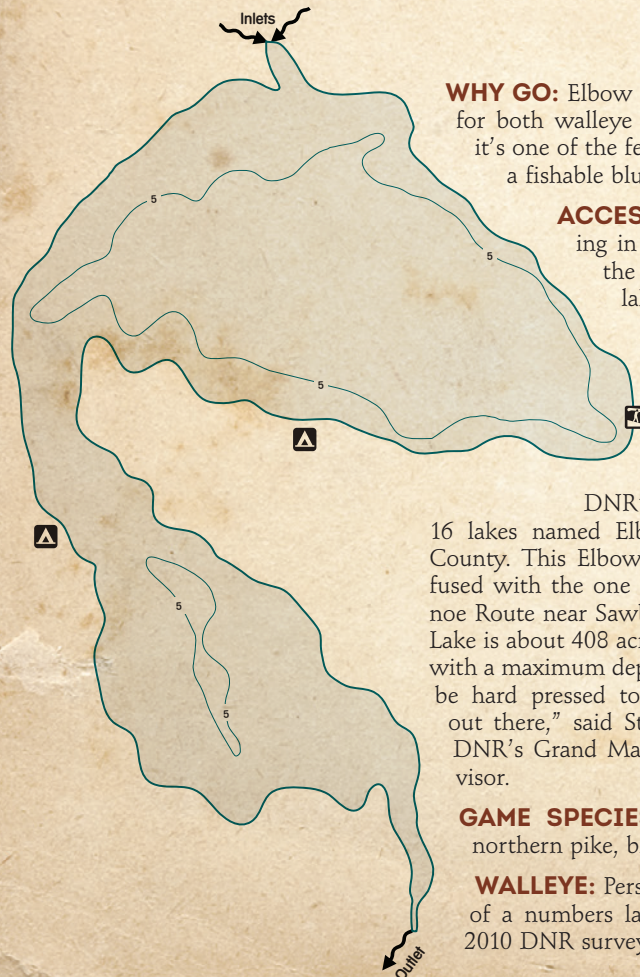 Inlets
WHY GO: Elbow
for both walleye
it's one of the fe
a fishable blu
5
ACCES
ing in
the
5
la
5
DNR'
16 lakes named Elb
County. This Elbow
fused with the one
noe Route near Sawb
5
Lake is about 408 acr
with a maximum dep
be hard pressed to
5
out there,” said St
DNR's Grand Ma
visor.
GAME SPECIE
northern pike, b
WALLEYE: Pers
of a numbers la
2010 DNR survey
Outlet